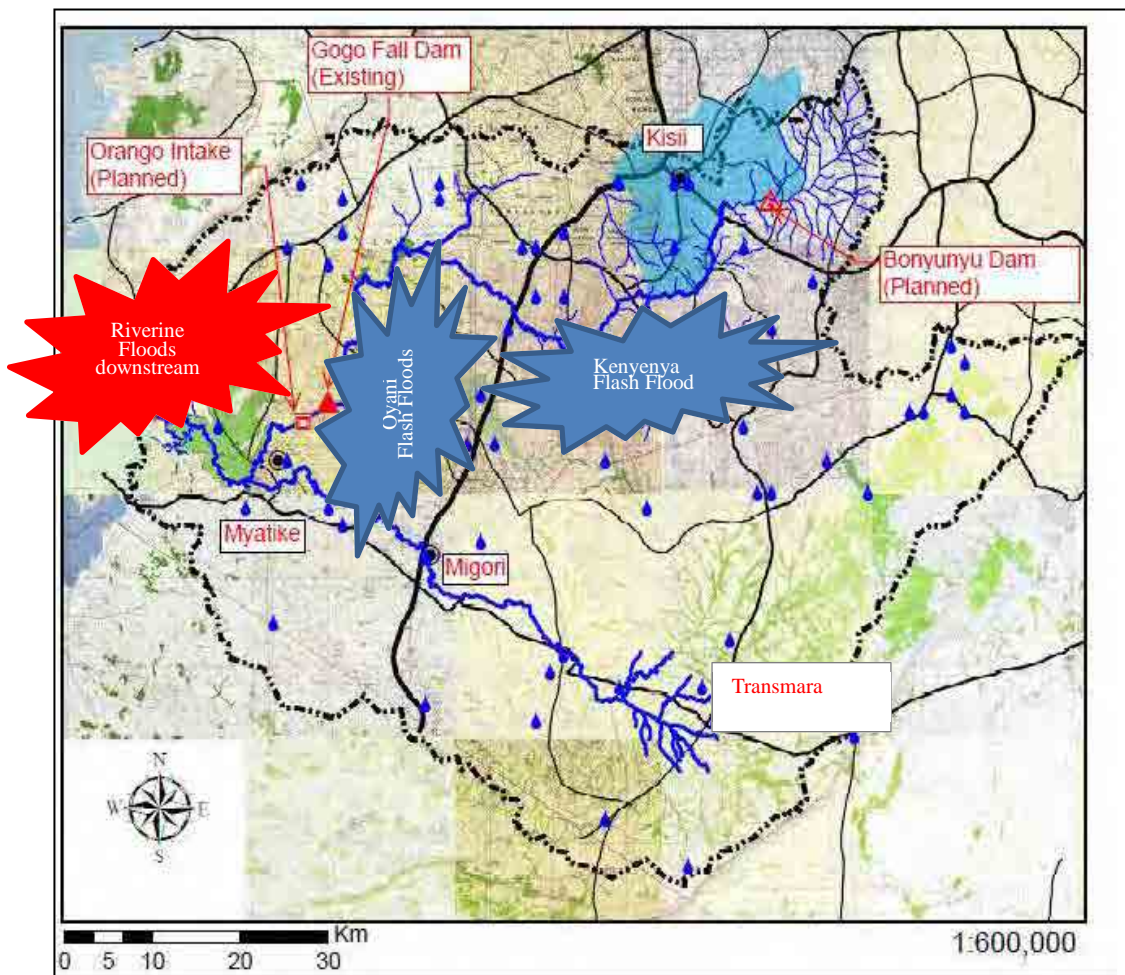 Gogo Fall Dam
(Existing)
Orango Intake
(Planned)
Kisii
Bonyunyu Dam
(Planned)
Riverine
Floods
downstream
Oyani
Flash Floods
Kenyenya
Flash Flood
Myatike
Migori
Transmara
N
W E
S
Km
0 5 10 20 30
1:600,000